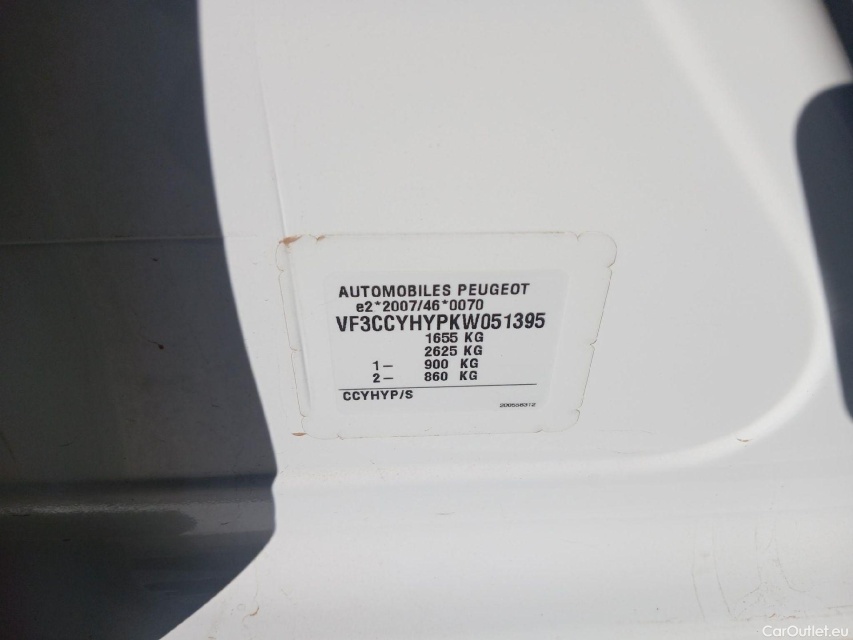 AUTOMOBILES PEUGEOT
e2*2007/46*0070
VF3CCYHYPKW051395
1655 KG
2625 KG
1– 900 KG
2– 860 KG
CCYHYP/S
CarOutlet.eu